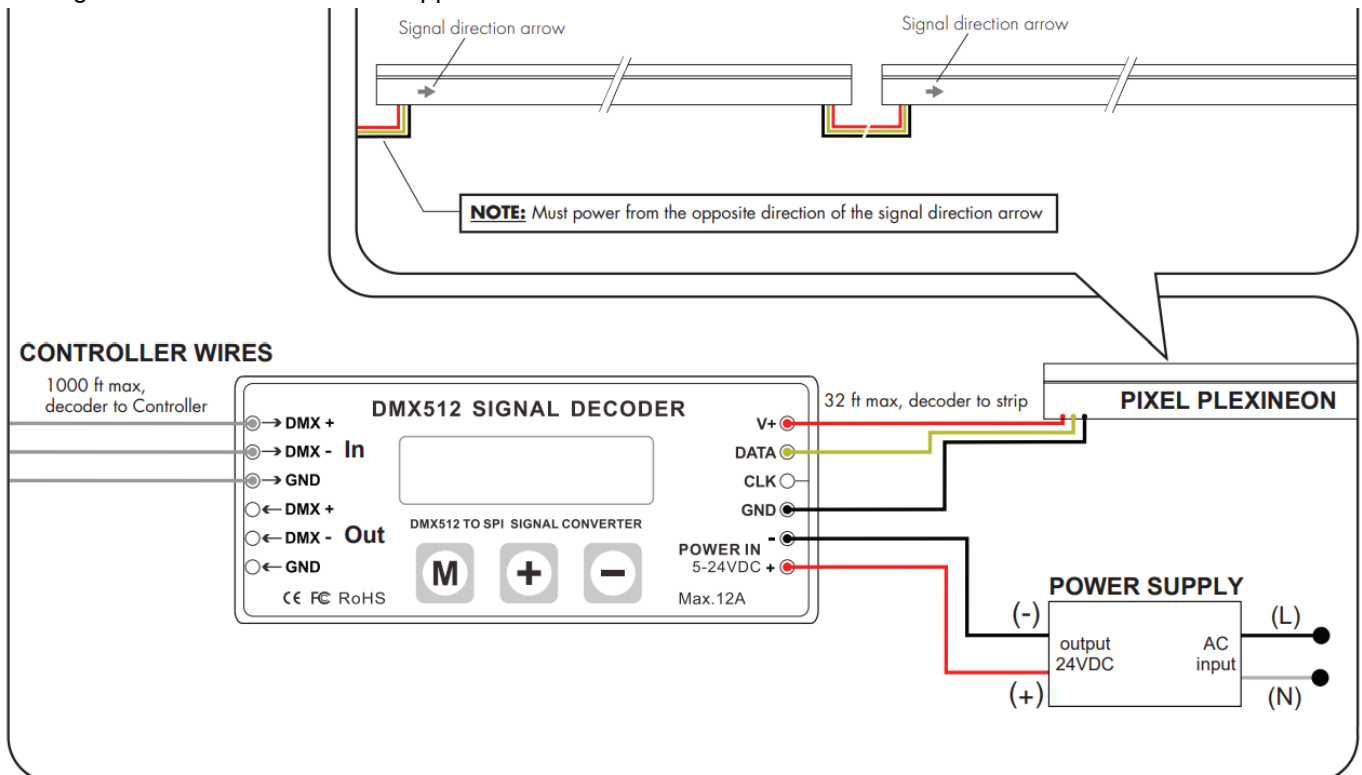 Signal direction arrow
Signal direction arrow
NOTE: Must power from the opposite direction of the signal direction arrow
CONTROLLER WIRES
1000 ft max,
decoder to Controller
DMX512 SIGNAL DECODER
DMX +
DMX - In
GND
DMX +
DMX - Out
GND
CE FC RoHS
DMX512 TO SPI SIGNAL CONVERTER
M + −
V+
DATA
CLK
GND
-
POWER IN
5-24VDC +
Max.12A
32 ft max, decoder to strip
PIXEL PLEXINEON
POWER SUPPLY
(-)
(+)
output
24VDC
AC
input
(L)
(N)